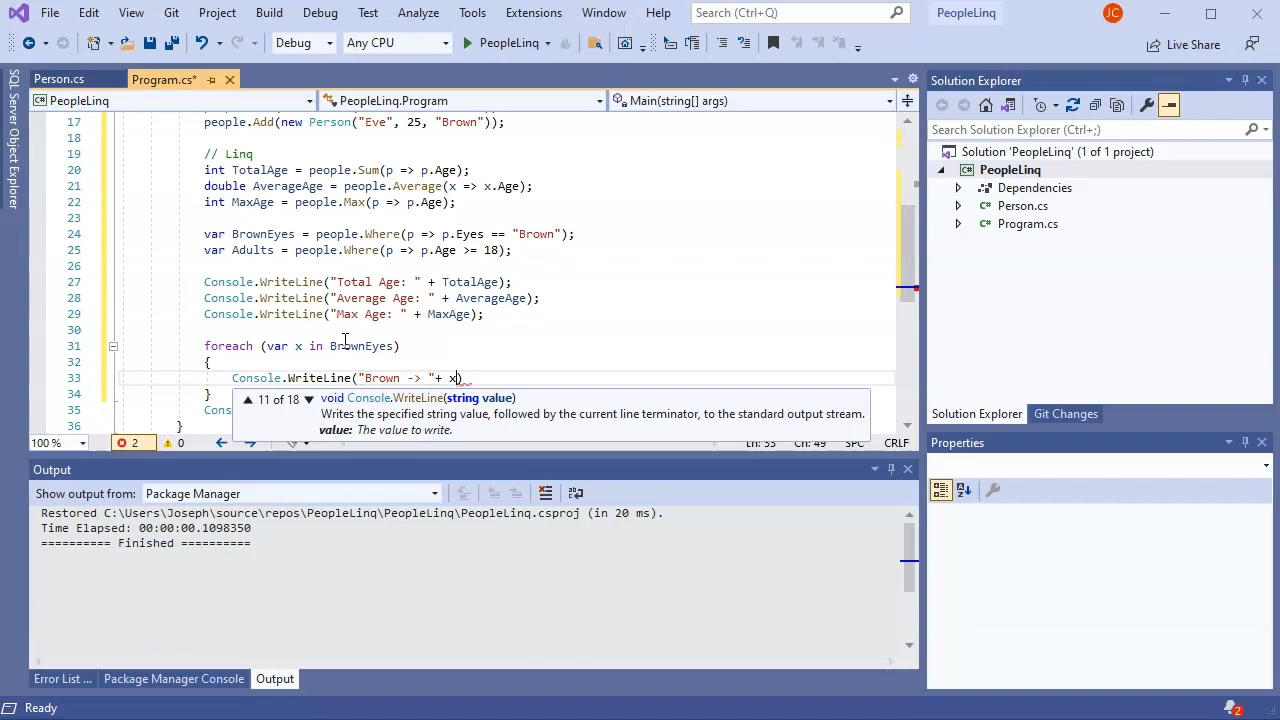 File Edit View Git Project Build Debug Test Analyze Tools Extensions Window Help Search (Ctrl+Q) PeopleLinq JC
Debug Any CPU PeopleLinq Live Share
SQL Server Object Explorer
Person.cs Program.cs*
PeopleLinq PeopleLinq.Program Main(string[] args)
17 people.Add(new Person("Eve", 25, "Brown"));
18
19 // Linq
20 int TotalAge = people.Sum(p => p.Age);
21 double AverageAge = people.Average(x => x.Age);
22 int MaxAge = people.Max(p => p.Age);
23
24 var BrownEyes = people.Where(p => p.Eyes == "Brown");
25 var Adults = people.Where(p => p.Age >= 18);
26
27 Console.WriteLine("Total Age: " + TotalAge);
28 Console.WriteLine("Average Age: " + AverageAge);
29 Console.WriteLine("Max Age: " + MaxAge);
30
31 foreach (var x in BrownEyes)
32 {
33 Console.WriteLine("Brown -> "+ x)
34 }
35 Cons
36 }
11 of 18 void Console.WriteLine(string value)
Writes the specified string value, followed by the current line terminator, to the standard output stream.
value: The value to write.
100 % 2 0 Ln: 33 Ch: 49 SPC CRLF
Output
Show output from: Package Manager
Restored C:\Users\Joseph\source\repos\PeopleLinq\PeopleLinq\PeopleLinq.csproj (in 20 ms).
Time Elapsed: 00:00:00.1098350
========== Finished ==========
Error List ... Package Manager Console Output
Solution Explorer
Search Solution Explorer (Ctrl+;)
Solution 'PeopleLinq' (1 of 1 project)
PeopleLinq
Dependencies
Person.cs
Program.cs
Solution Explorer Git Changes
Properties
Ready 2